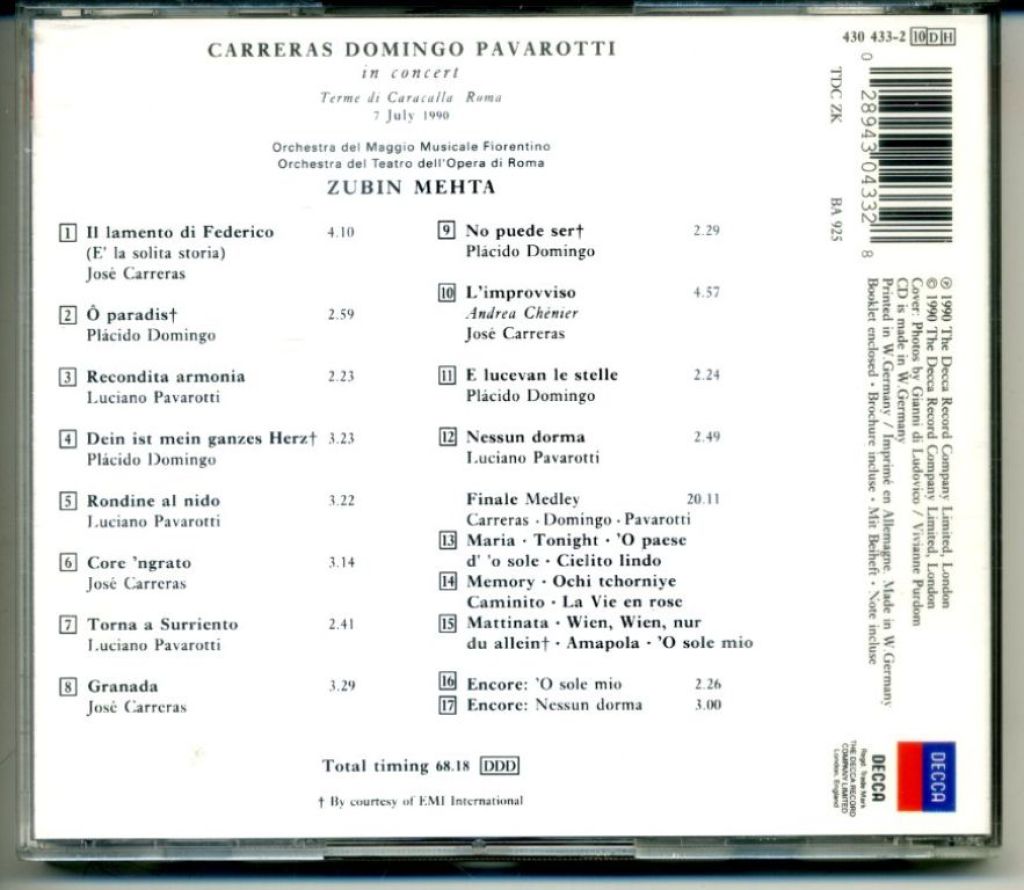 CARRERAS DOMINGO PAVAROTTI
in concert
Terme di Caracalla Roma
7 July 1990
Orchestra del Maggio Musicale Fiorentino
Orchestra del Teatro dell'Opera di Roma
ZUBIN MEHTA
1 Il lamento di Federico 4.10
(E' la solita storia)
José Carreras
2 Ô paradis† 2.59
Plácido Domingo
3 Recondita armonia 2.23
Luciano Pavarotti
4 Dein ist mein ganzes Herz† 3.23
Plácido Domingo
5 Rondine al nido 3.22
Luciano Pavarotti
6 Core 'ngrato 3.14
José Carreras
7 Torna a Surriento 2.41
Luciano Pavarotti
8 Granada 3.29
José Carreras
9 No puede ser† 2.29
Plácido Domingo
10 L'improvviso 4.57
Andrea Chénier
José Carreras
11 E lucevan le stelle 2.24
Plácido Domingo
12 Nessun dorma 2.49
Luciano Pavarotti
Finale Medley 20.11
Carreras · Domingo · Pavarotti
13 Maria · Tonight · 'O paese
d' 'o sole · Cielito lindo
14 Memory · Ochi tchorniye
Caminito · La Vie en rose
15 Mattinata · Wien, Wien, nur
du allein† · Amapola · 'O sole mio
16 Encore: 'O sole mio 2.26
17 Encore: Nessun dorma 3.00
Total timing 68.18 DDD
† By courtesy of EMI International
430 433-2 10 D H
0 28943 04332 8
TDC ZK
BA 925
℗ 1990 The Decca Record Company Limited, London
© 1990 The Decca Record Company Limited, London
Cover: Photos by Gianni di Ludovico / Vivianne Purdom
CD is made in W.Germany
Printed in W.Germany / Imprimé en Allemagne. Made in W.Germany
Booklet enclosed · Brochure incluse · Mit Beiheft · Note incluse
DECCA
DECCA
Regd. Trade Mark
THE DECCA RECORD
COMPANY LIMITED
London, England